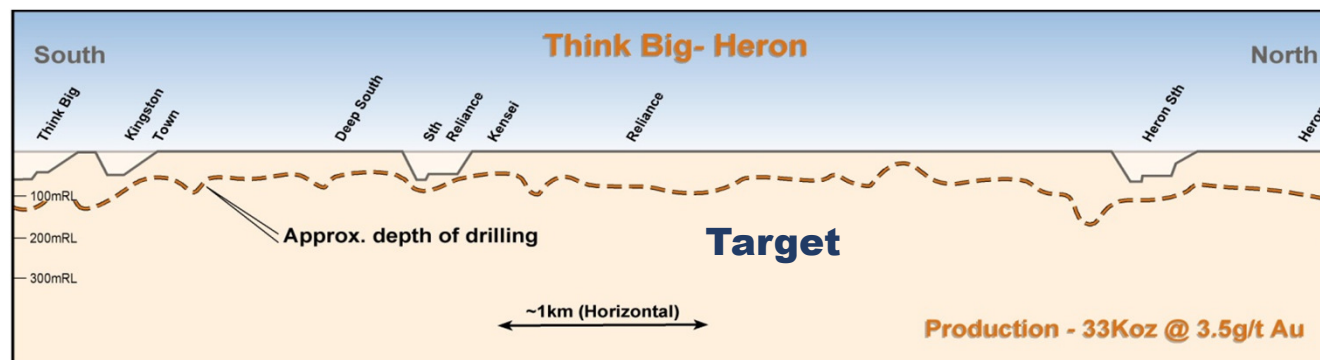 Think Big- Heron
South
North
Think Big
Kingston
Town
Deep South
Sth
Reliance
Kensei
Reliance
Heron Sth
Heron
100mRL
200mRL
300mRL
Approx. depth of drilling
Target
~1km (Horizontal)
Production - 33Koz @ 3.5g/t Au